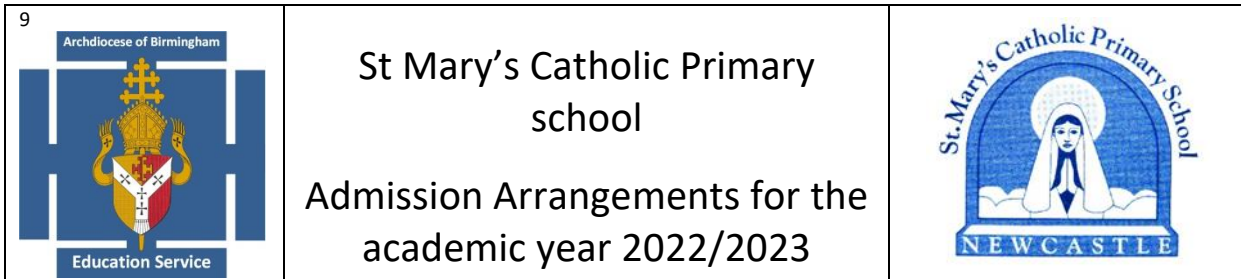 9
Archdiocese of Birmingham
Education Service
St Mary’s Catholic Primary
school
Admission Arrangements for the
academic year 2022/2023
St. Mary's Catholic Primary School
NEWCASTLE